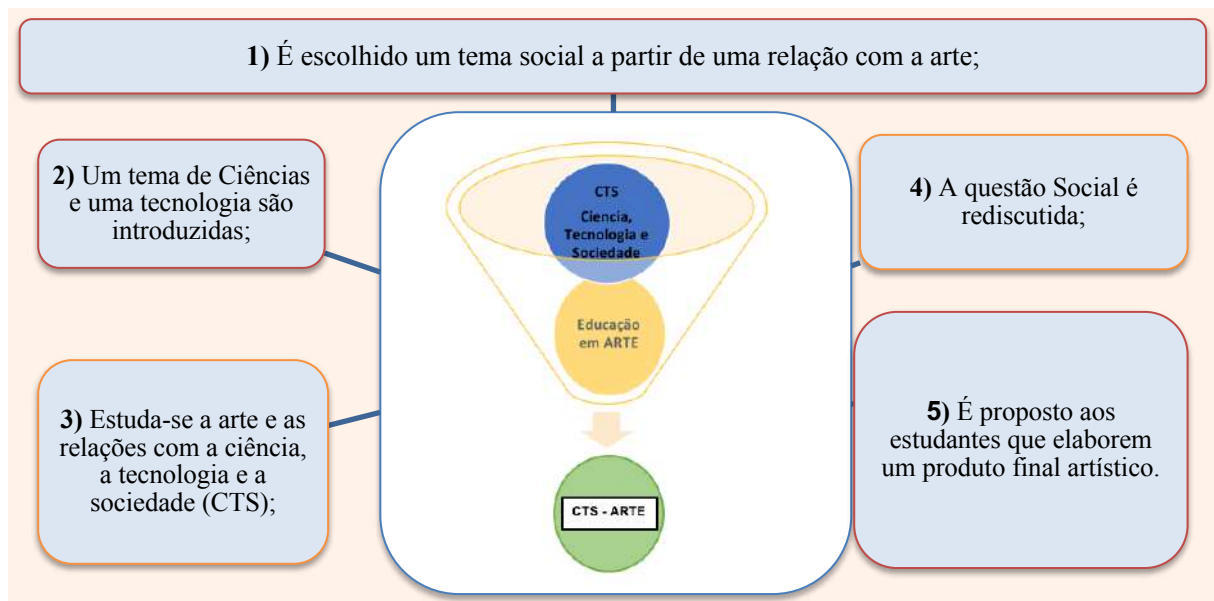 1) É escolhido um tema social a partir de uma relação com a arte;
2) Um tema de Ciências
e uma tecnologia são
introduzidas;
3) Estuda-se a arte e as
relações com a ciência,
a tecnologia e a
sociedade (CTS);
CTS
Ciencia,
Tecnologia e
Sociedade
Educação
em ARTE
CTS - ARTE
4) A questão Social é
rediscutida;
5) É proposto aos
estudantes que elaborem
um produto final artístico.